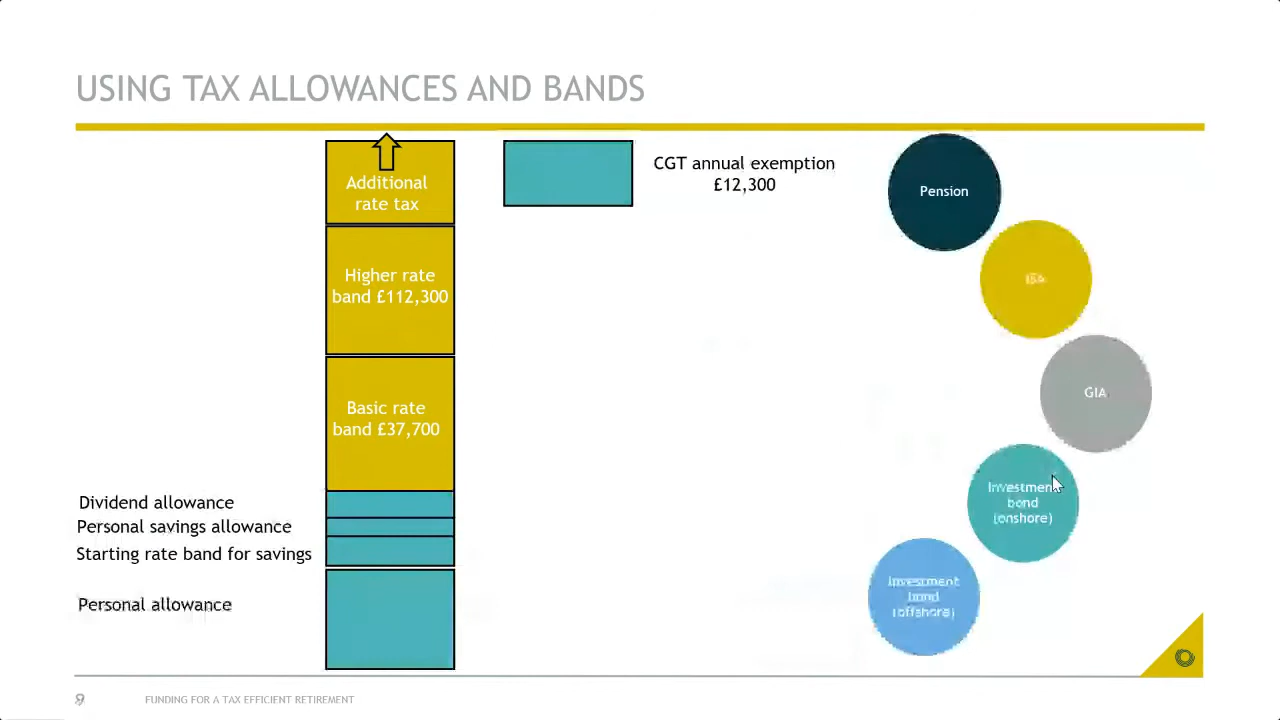 USING TAX ALLOWANCES AND BANDS
Additional
rate tax
CGT annual exemption
£12,300
Pension
Higher rate
band £112,300
ISA
GIA
Basic rate
band £37,700
Dividend allowance
Personal savings allowance
Starting rate band for savings
Investment
bond
(onshore)
Investment
bond
(offshore)
Personal allowance
9
FUNDING FOR A TAX EFFICIENT RETIREMENT